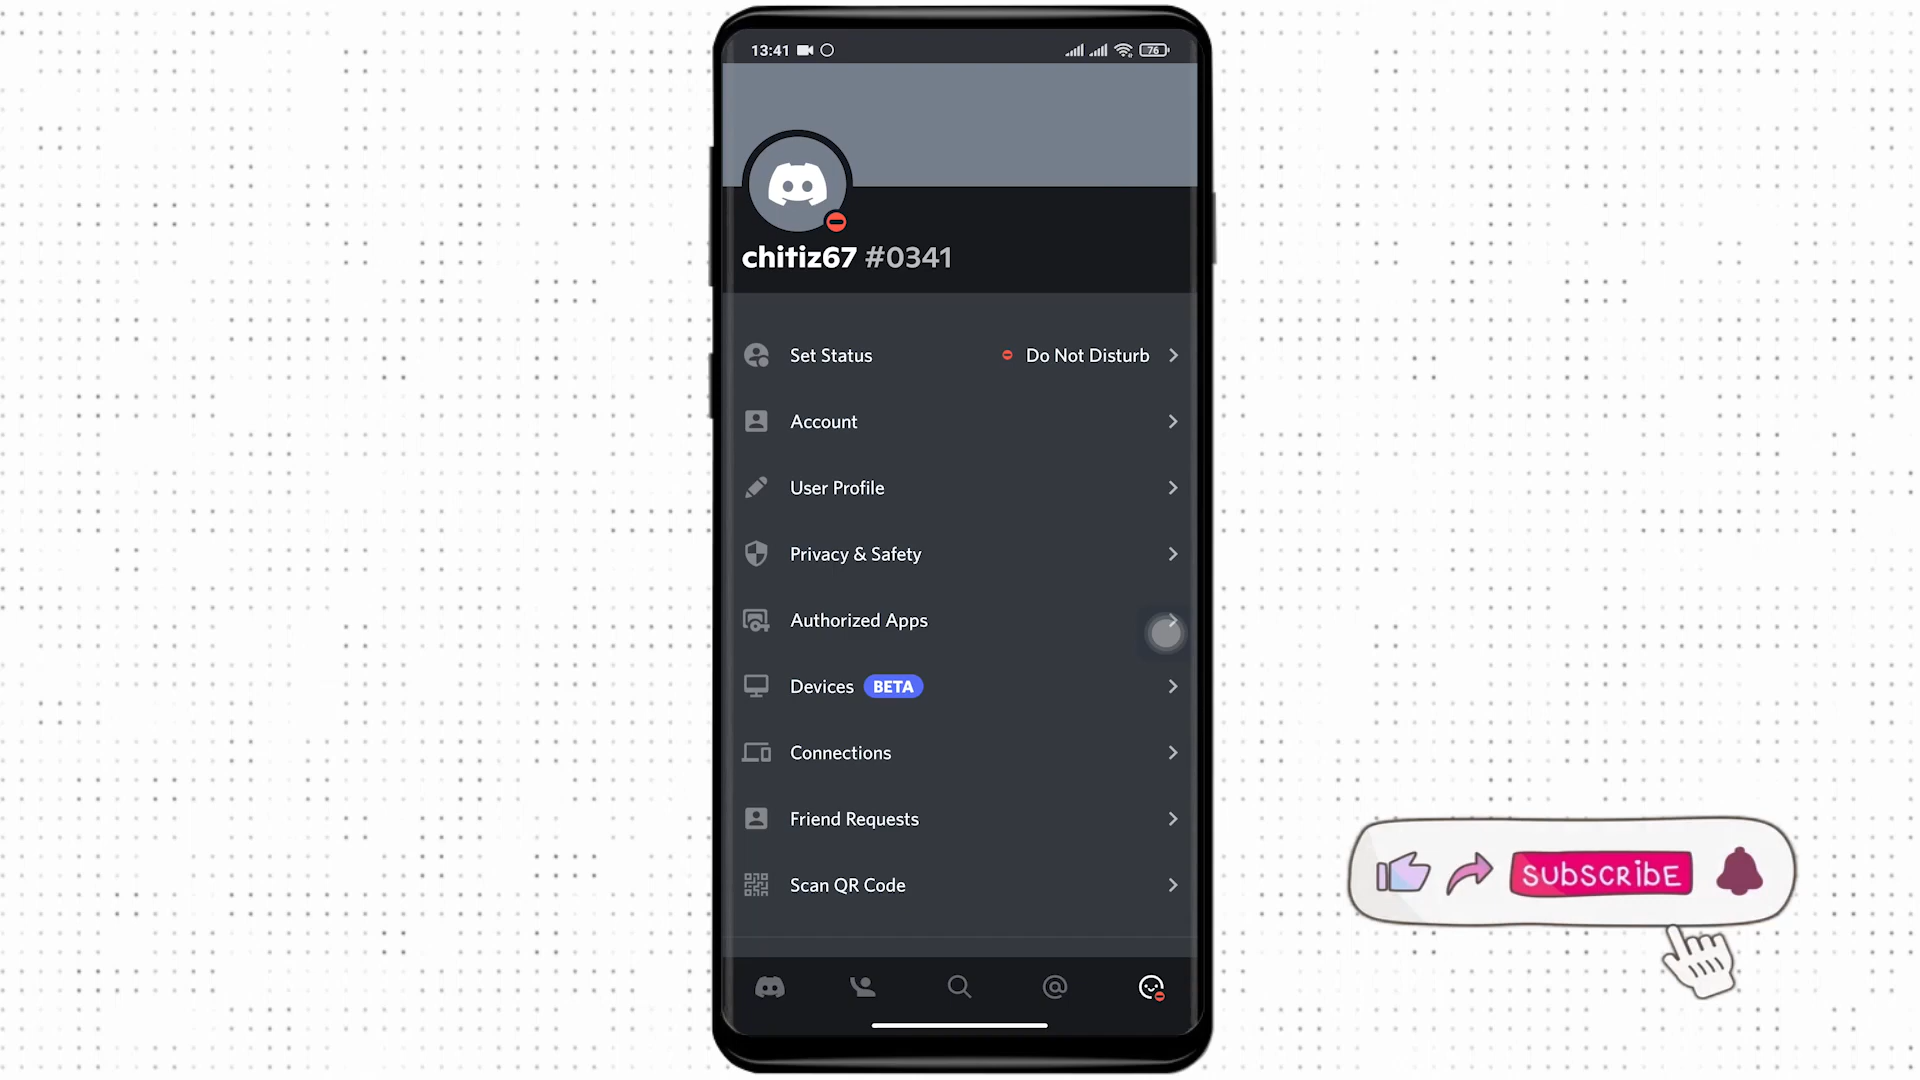 13:41
76
chitiz67 #0341
Set Status Do Not Disturb
Account
User Profile
Privacy & Safety
Authorized Apps
Devices BETA
Connections
Friend Requests
Scan QR Code
SUBSCRIBE